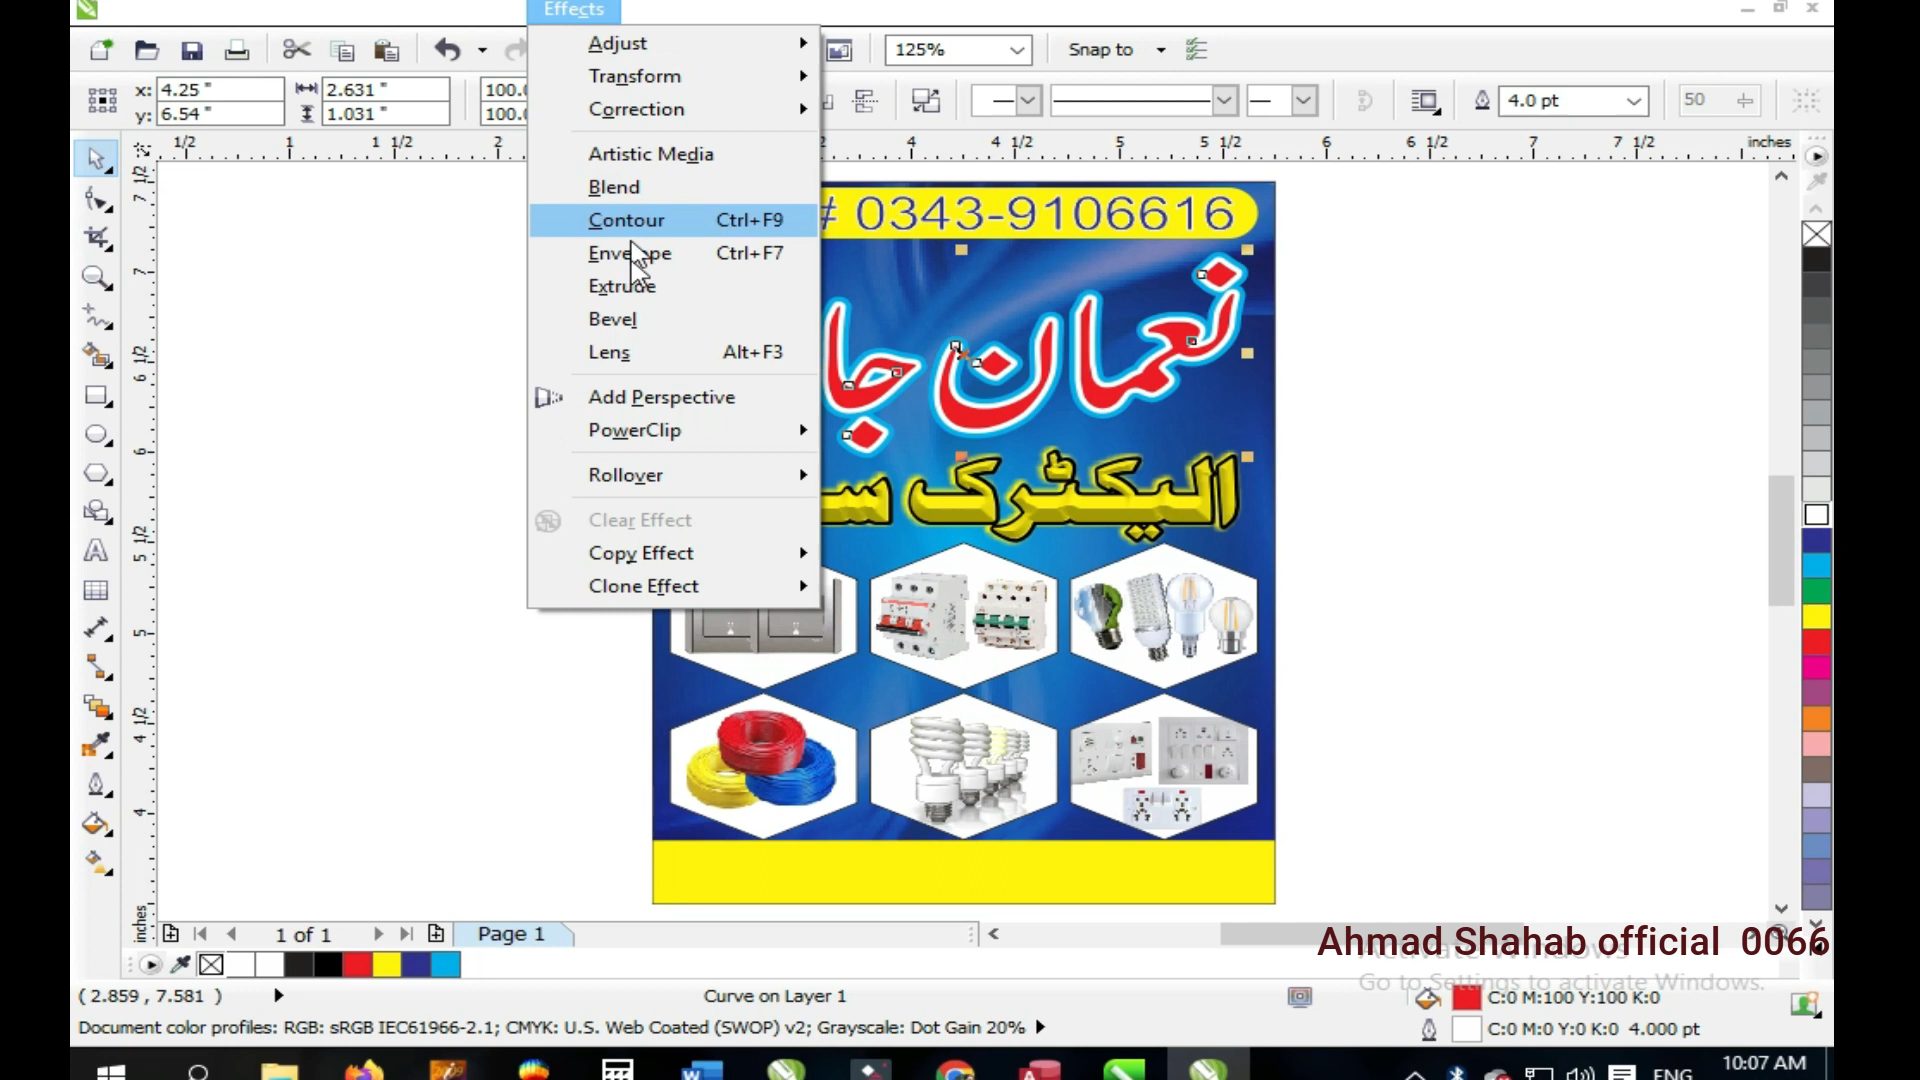 Effects
Adjust
Transform
Correction
Artistic Media
Blend
Contour Ctrl+F9
Envelope Ctrl+F7
Extrude
Bevel
Lens Alt+F3
Add Perspective
PowerClip
Rollover
Clear Effect
Copy Effect
Clone Effect
125%
Snap to
x: 4.25 "
y: 6.54 "
2.631 "
1.031 "
100.0
100.0
4.0 pt
50
1/2 1 1 1/2 2 4 4 1/2 5 5 1/2 6 6 1/2 7 7 1/2 inches
# 0343-9106616
نعمان جا
الیکٹرک س
inches
1 of 1
Page 1
Ahmad Shahab official 0066
Activate Windows
Go to Settings to activate Windows.
( 2.859 , 7.581 )
Curve on Layer 1
C:0 M:100 Y:100 K:0
Document color profiles: RGB: sRGB IEC61966-2.1; CMYK: U.S. Web Coated (SWOP) v2; Grayscale: Dot Gain 20%
C:0 M:0 Y:0 K:0 4.000 pt
10:07 AM
ENG